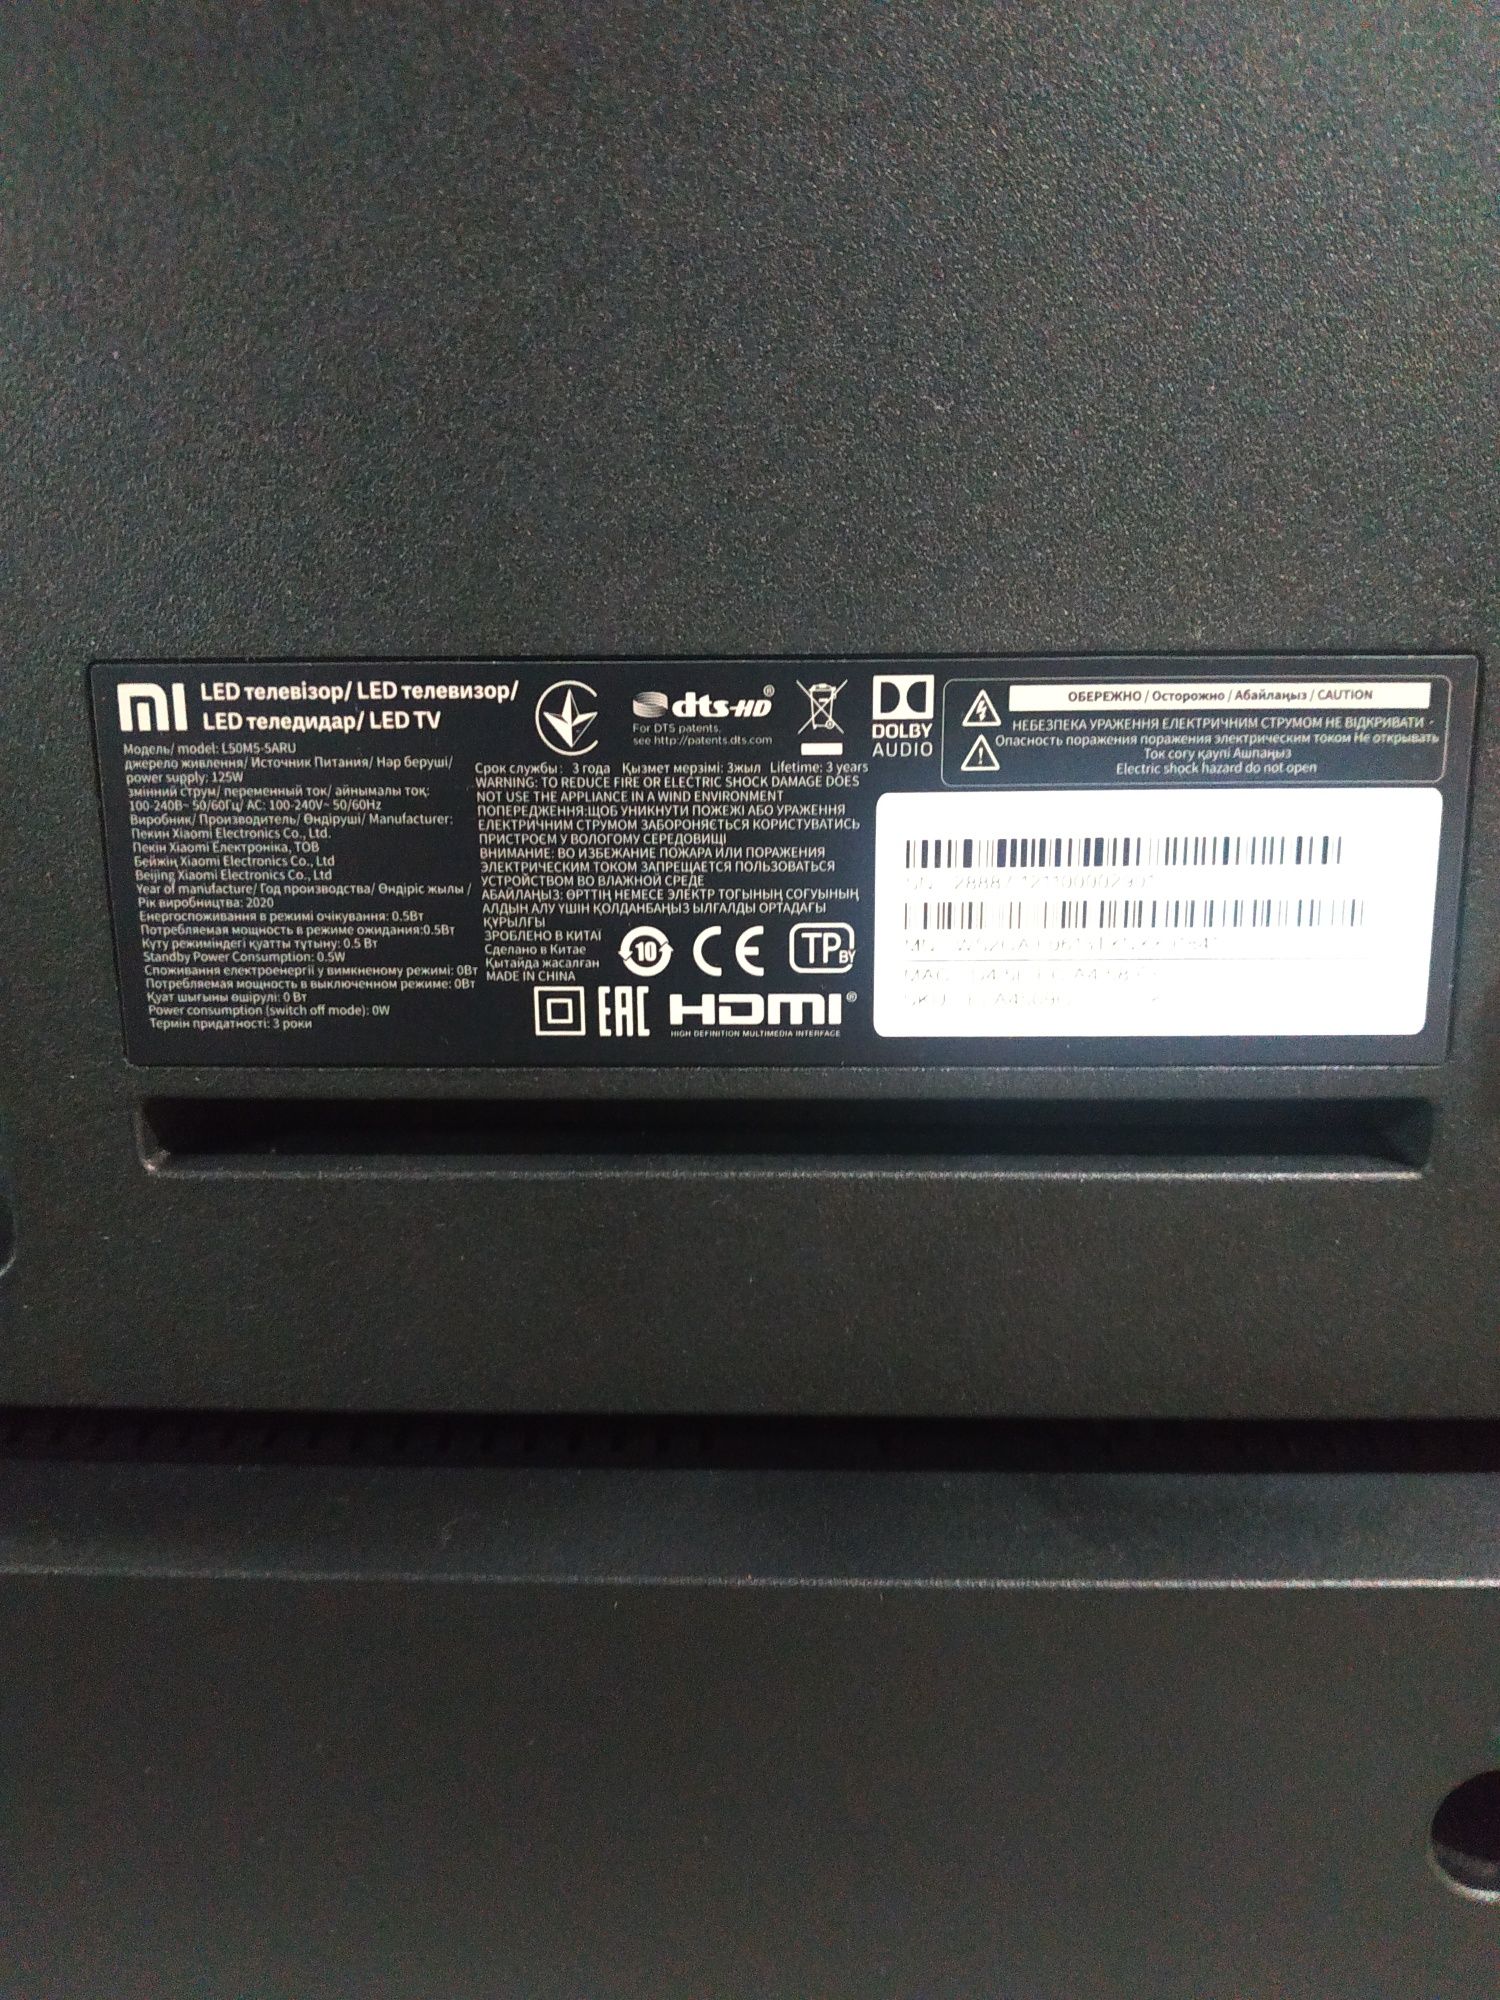 mi LED телевізор/ LED телевизор/
LED теледидар/ LED TV
Модель/ model: L50M5-5ARU
джерело живлення/ Источник Питания/ Нар беруші/
power supply: 125W
змінний струм/ переменный ток/ айнымалы ток:
100-240В~ 50/60Гц/ AC: 100-240V~ 50/60Hz
Виробник/ Производитель/ Өндіруші/ Manufacturer:
Пекин Xiaomi Electronics Co., Ltd.
Пекін Xiaomi Електроніка, ТОВ
Бейжің Xiaomi Electronics Co., Ltd
Beijing Xiaomi Electronics Co., Ltd
Year of manufacture/ Год производства/ Өндіріс жылы /
Рік виробництва: 2020
Енергоспоживання в режимі очікування: 0.5Вт
Потребляемая мощность в режиме ожидания:0.5Вт
Күту режиміндегі қуатты тұтыну: 0.5 Вт
Standby Power Consumption: 0.5W
Споживання електроенергії у вимкненому режимі: 0Вт
Потребляемая мощность в выключенном режиме: 0Вт
Қуат шығыны өшірулі: 0 Вт
Power consumption (switch off mode): 0W
Термін придатності: 3 роки
dts-HD®
For DTS patents,
see http://patents.dts.com
DOLBY
AUDIO
Срок службы: 3 года Қызмет мерзімі: 3жыл Lifetime: 3 years
WARNING: TO REDUCE FIRE OR ELECTRIC SHOCK DAMAGE DOES
NOT USE THE APPLIANCE IN A WIND ENVIRONMENT
ПОПЕРЕДЖЕННЯ:ЩОБ УНИКНУТИ ПОЖЕЖІ АБО УРАЖЕННЯ
ЕЛЕКТРИЧНИМ СТРУМОМ ЗАБОРОНЯЄТЬСЯ КОРИСТУВАТИСЬ
ПРИСТРОЄМ У ВОЛОГОМУ СЕРЕДОВИЩІ
ВНИМАНИЕ: ВО ИЗБЕЖАНИЕ ПОЖАРА ИЛИ ПОРАЖЕНИЯ
ЭЛЕКТРИЧЕСКИМ ТОКОМ ЗАПРЕЩАЕТСЯ ПОЛЬЗОВАТЬСЯ
УСТРОЙСТВОМ ВО ВЛАЖНОЙ СРЕДЕ
АБАЙЛАҢЫЗ: ӨРТТІҢ НЕМЕСЕ ЭЛЕКТР ТОГЫНЫҢ СОГУЫНЫҢ
АЛДЫН АЛУ ҮШІН ҚОЛДАНБАҢЫЗ ЫЛГАЛДЫ ОРТАДАГЫ
ҚҰРЫЛГЫ
ЗРОБЛЕНО В КИТАЇ
Сделано в Китае
Қытайда жасалған
MADE IN CHINA
10
CE
TP BY
EAC
HDMI®
HIGH DEFINITION MULTIMEDIA INTERFACE
ОБЕРЕЖНО / Осторожно / Абайлаңыз / CAUTION
НЕБЕЗПЕКА УРАЖЕННЯ ЕЛЕКТРИЧНИМ СТРУМОМ НЕ ВІДКРИВАТИ -
Опасность поражения поражения электрическим током Не открывать
Ток соғу қаупі Ашпаңыз
Electric shock hazard do not open
SN:
MN:
MAC:
SKU: